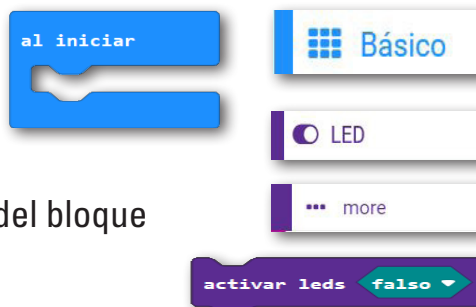 al iniciar
Básico
LED
more
del bloque
activar leds falso